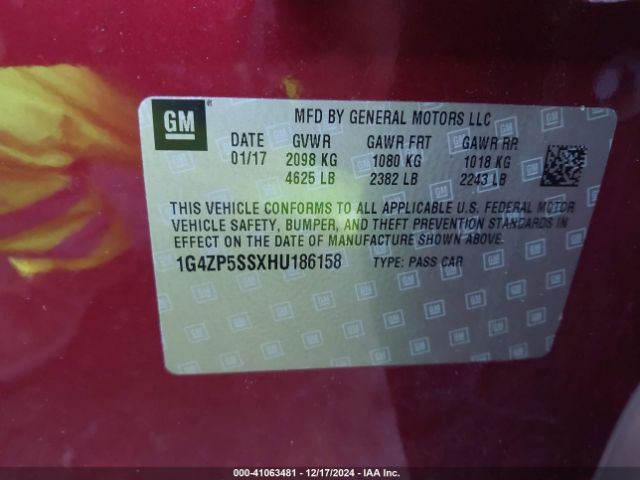 GM® MFD BY GENERAL MOTORS LLC
DATE GVWR GAWR FRT GAWR RR
01/17 2098 KG 1080 KG 1018 KG
4625 LB 2382 LB 2243 LB
THIS VEHICLE CONFORMS TO ALL APPLICABLE U.S. FEDERAL MOTOR
VEHICLE SAFETY, BUMPER, AND THEFT PREVENTION STANDARDS IN
EFFECT ON THE DATE OF MANUFACTURE SHOWN ABOVE.
1G4ZP5SSXHU186158 TYPE: PASS CAR
© - 41063481 - 12/17/2024 - IAA Inc.